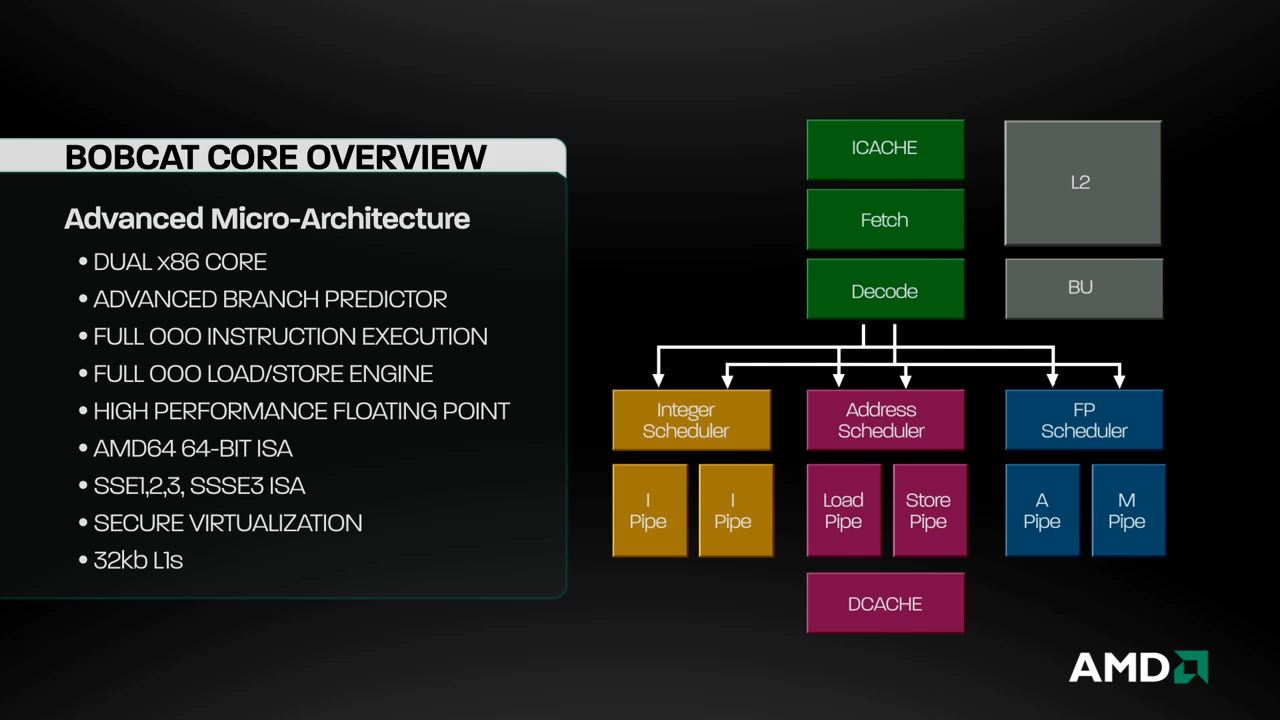 BOBCAT CORE OVERVIEW
Advanced Micro-Architecture
• DUAL x86 CORE
• ADVANCED BRANCH PREDICTOR
• FULL OOO INSTRUCTION EXECUTION
• FULL OOO LOAD/STORE ENGINE
• HIGH PERFORMANCE FLOATING POINT
• AMD64 64-BIT ISA
• SSE1,2,3, SSSE3 ISA
• SECURE VIRTUALIZATION
• 32kb L1s
ICACHE
Fetch
Decode
L2
BU
Integer
Scheduler
Address
Scheduler
FP
Scheduler
I
Pipe
I
Pipe
Load
Pipe
Store
Pipe
A
Pipe
M
Pipe
DCACHE
AMD